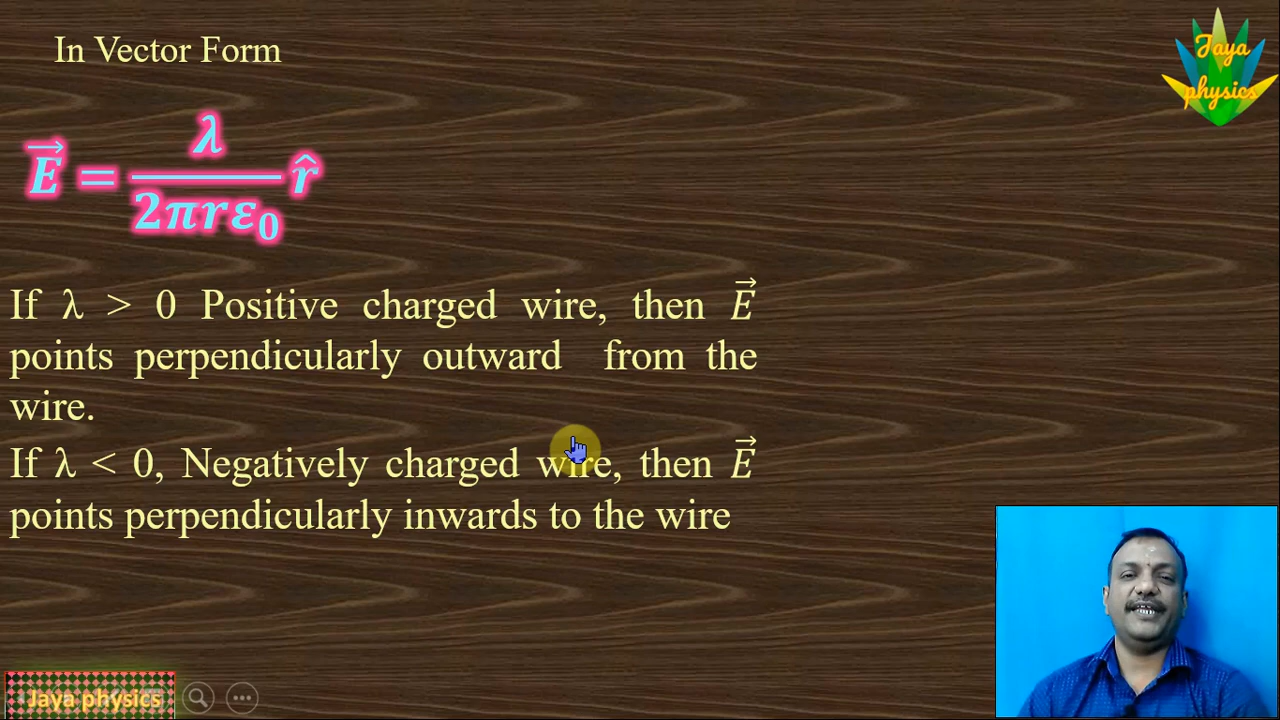 In Vector Form
Jaya
physics
E⃗ = λ / 2πrε₀ r̂
If λ > 0 Positive charged wire, then E⃗
points perpendicularly outward from the
wire.
If λ < 0, Negatively charged wire, then E⃗
points perpendicularly inwards to the wire
Jaya physics